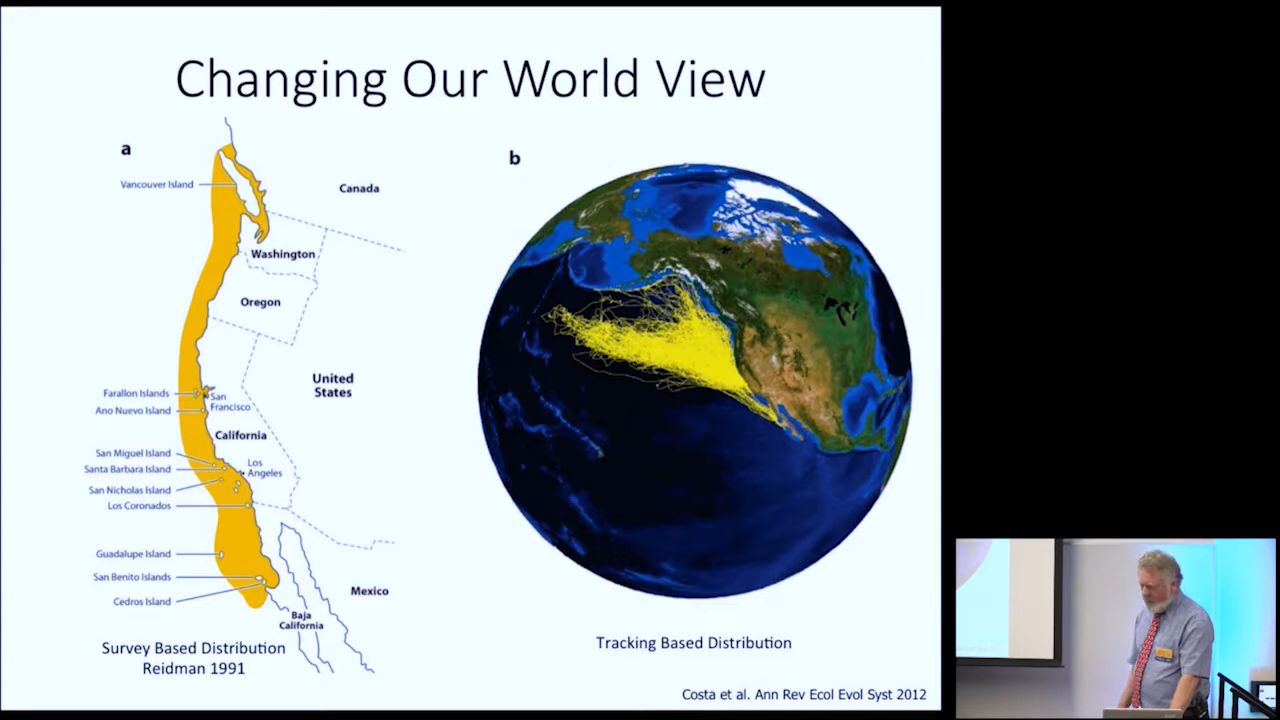 Changing Our World View
a
Vancouver Island
Canada
Washington
Oregon
United
States
Farallon Islands
San
Francisco
Ano Nuevo Island
California
San Miguel Island
Los
Angeles
Santa Barbara Island
San Nicholas Island
Los Coronados
Guadalupe Island
San Benito Islands
Cedros Island
Mexico
Baja
California
Survey Based Distribution
Reidman 1991
b
Tracking Based Distribution
Costa et al. Ann Rev Ecol Evol Syst 2012